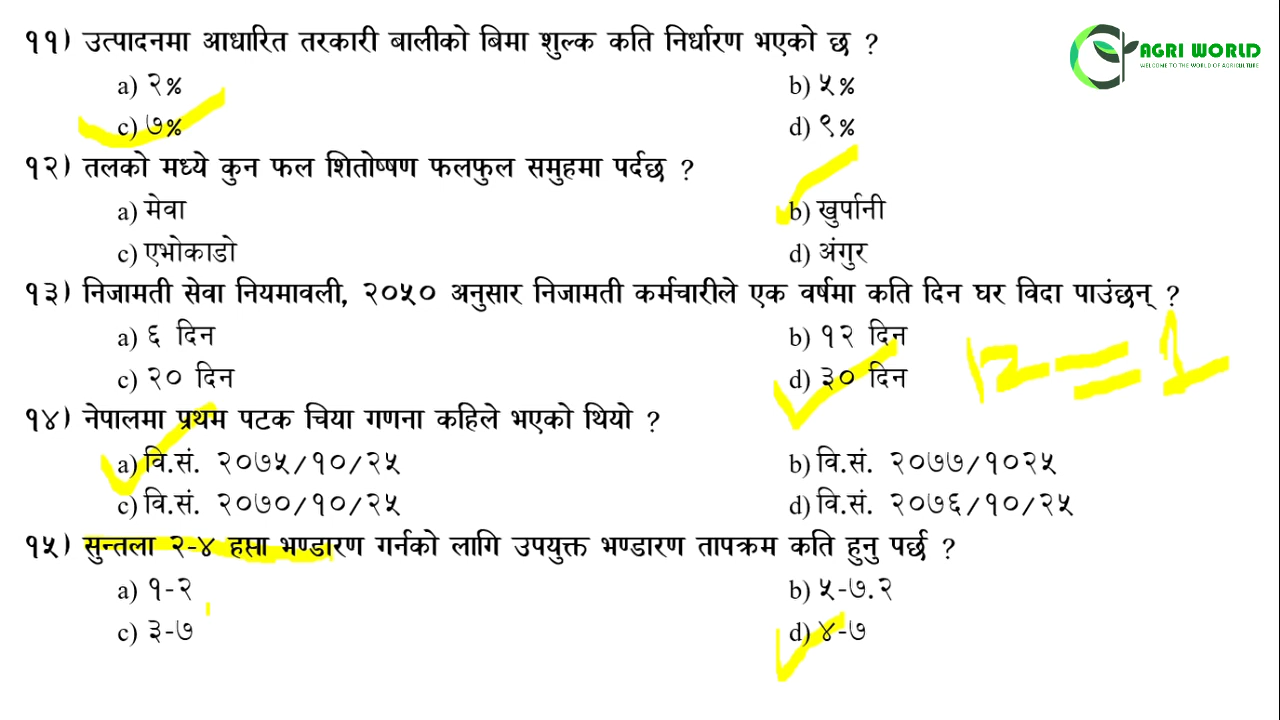 ११) उत्पादनमा आधारित तरकारी बालीको बिमा शुल्क कति निर्धारण भएको छ ?
AGRI WORLD
WELCOME TO THE WORLD OF AGRICULTURE
a) २% b) ५%
c) ७% d) ९%
१२) तलको मध्ये कुन फल शितोष्षण फलफुल समुहमा पर्दछ ?
a) मेवा b) खुर्पानी
c) एभोकाडो d) अंगुर
१३) निजामती सेवा नियमावली, २०५० अनुसार निजामती कर्मचारीले एक वर्षमा कति दिन घर विदा पाउंछन् ?
a) ६ दिन b) १२ दिन
c) २० दिन d) ३० दिन
12 = 1
१४) नेपालमा प्रथम पटक चिया गणना कहिले भएको थियो ?
a) वि.सं. २०७५/१०/२५ b) वि.सं. २०७७/१०२५
c) वि.सं. २०७०/१०/२५ d) वि.सं. २०७६/१०/२५
१५) सुन्तला २-४ हप्ता भण्डारण गर्नको लागि उपयुक्त भण्डारण तापक्रम कति हुनु पर्छ ?
a) १-२ b) ५-७.२
c) ३-७ d) ४-७